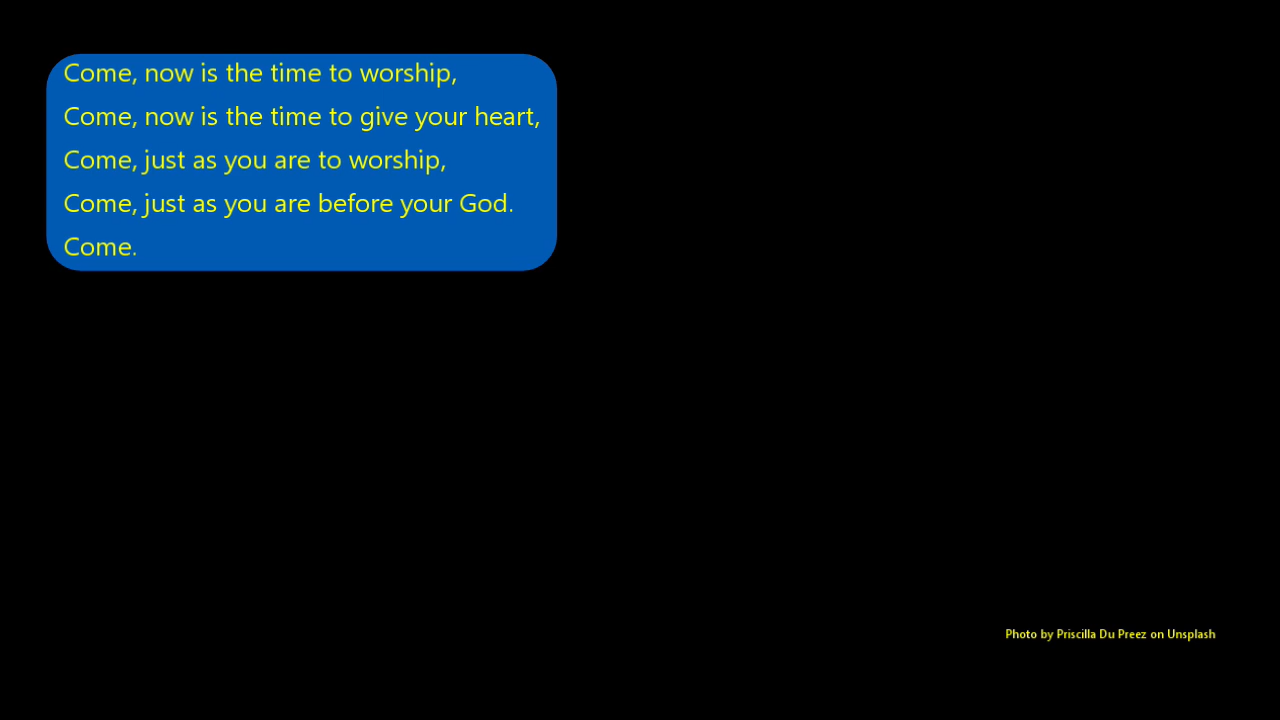 Come, now is the time to worship,
Come, now is the time to give your heart,
Come, just as you are to worship,
Come, just as you are before your God.
Come.
Photo by Priscilla Du Preez on Unsplash